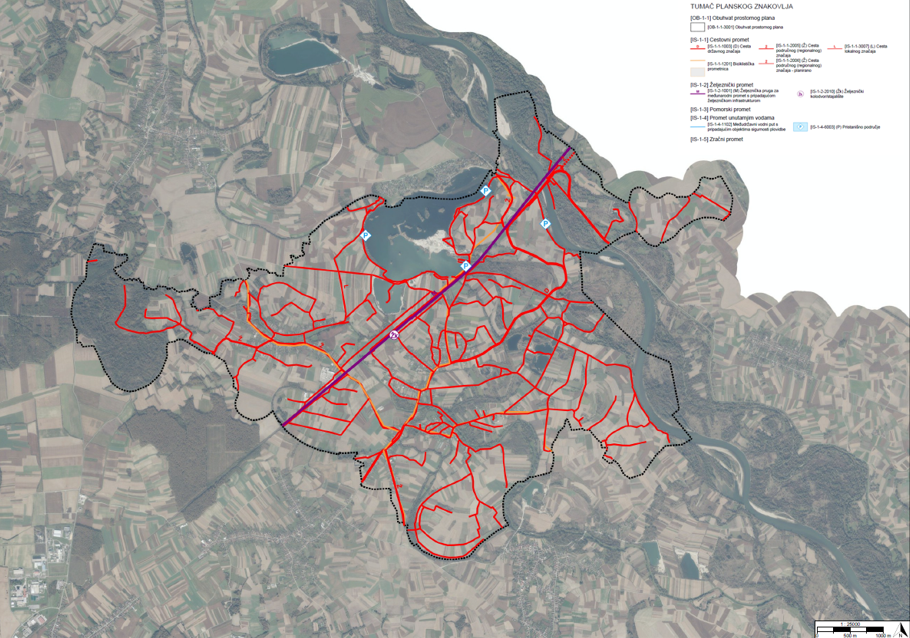 TUMAČ PLANSKOG ZNAKOVLJA
[OB-1-1] Obuhvat prostornog plana
[OB-1-1-3001] Obuhvat prostornog plana
[IS-1-1] Cestovni promet
[IS-1-1-1003] (D) Cesta
državnog značaja
[IS-1-1-2005] (Ž) Cesta
područnog (regionalnog)
značaja
[IS-1-1-3007] (L) Cesta
lokalnog značaja
[IS-1-1-1201] Biciklistička
prometnica
[IS-1-1-2006] (Ž) Cesta
područnog (regionalnog)
značaja - planirano
[IS-1-2] Željeznički promet
[IS-1-2-1001] (M) Željeznička pruga za
međunarodni promet s pripadajućom
željezničkom infrastrukturom
[IS-1-2-2010] (Žk) Željeznički
kolodvor/stajalište
[IS-1-3] Pomorski promet
[IS-1-4] Promet unutarnjim vodama
[IS-1-4-1102] Međudržavni vodni put s
pripadajućim objektima sigurnosti plovidbe
[IS-1-4-6003] (P) Pristanišno područje
[IS-1-5] Zračni promet
P
P
P
P
Žk
1 : 25000
500 m
1000 m
N